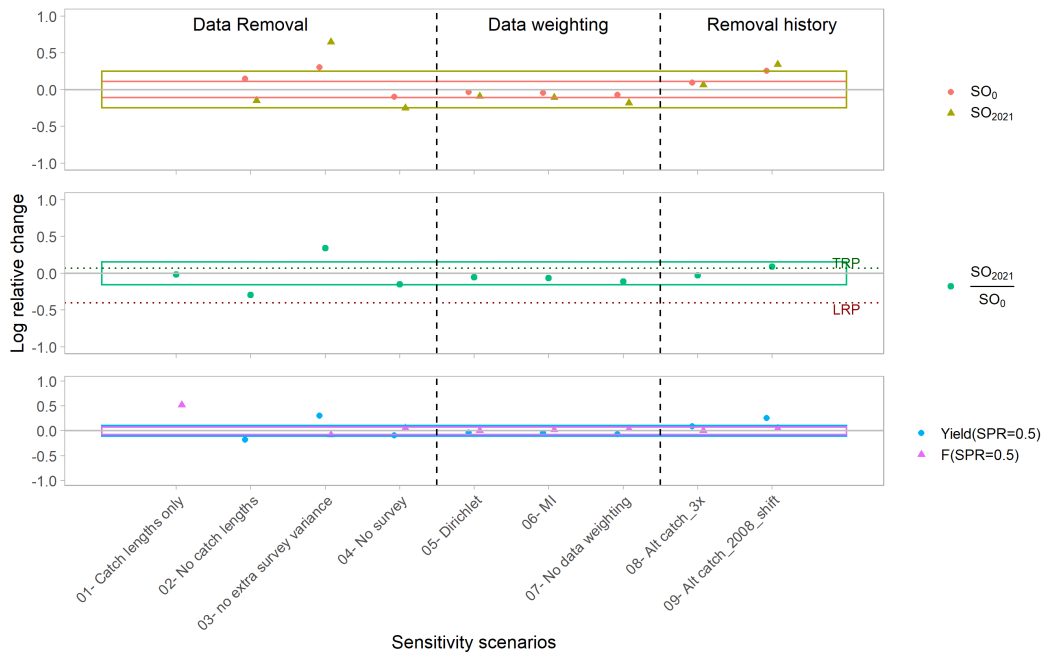 Data Removal
Data weighting
Removal history
1.0
0.5
0.0
-0.5
-1.0
SO₀
SO₂₀₂₁
1.0
0.5
0.0
-0.5
-1.0
TRP
LRP
SO₂₀₂₁
SO₀
Log relative change
1.0
0.5
0.0
-0.5
-1.0
Yield(SPR=0.5)
F(SPR=0.5)
01- Catch lengths only
02- No catch lengths
03- no extra survey variance
04- No survey
05- Dirichlet
06- MI
07- No data weighting
08- Alt catch_3x
09- Alt catch_2008_shift
Sensitivity scenarios